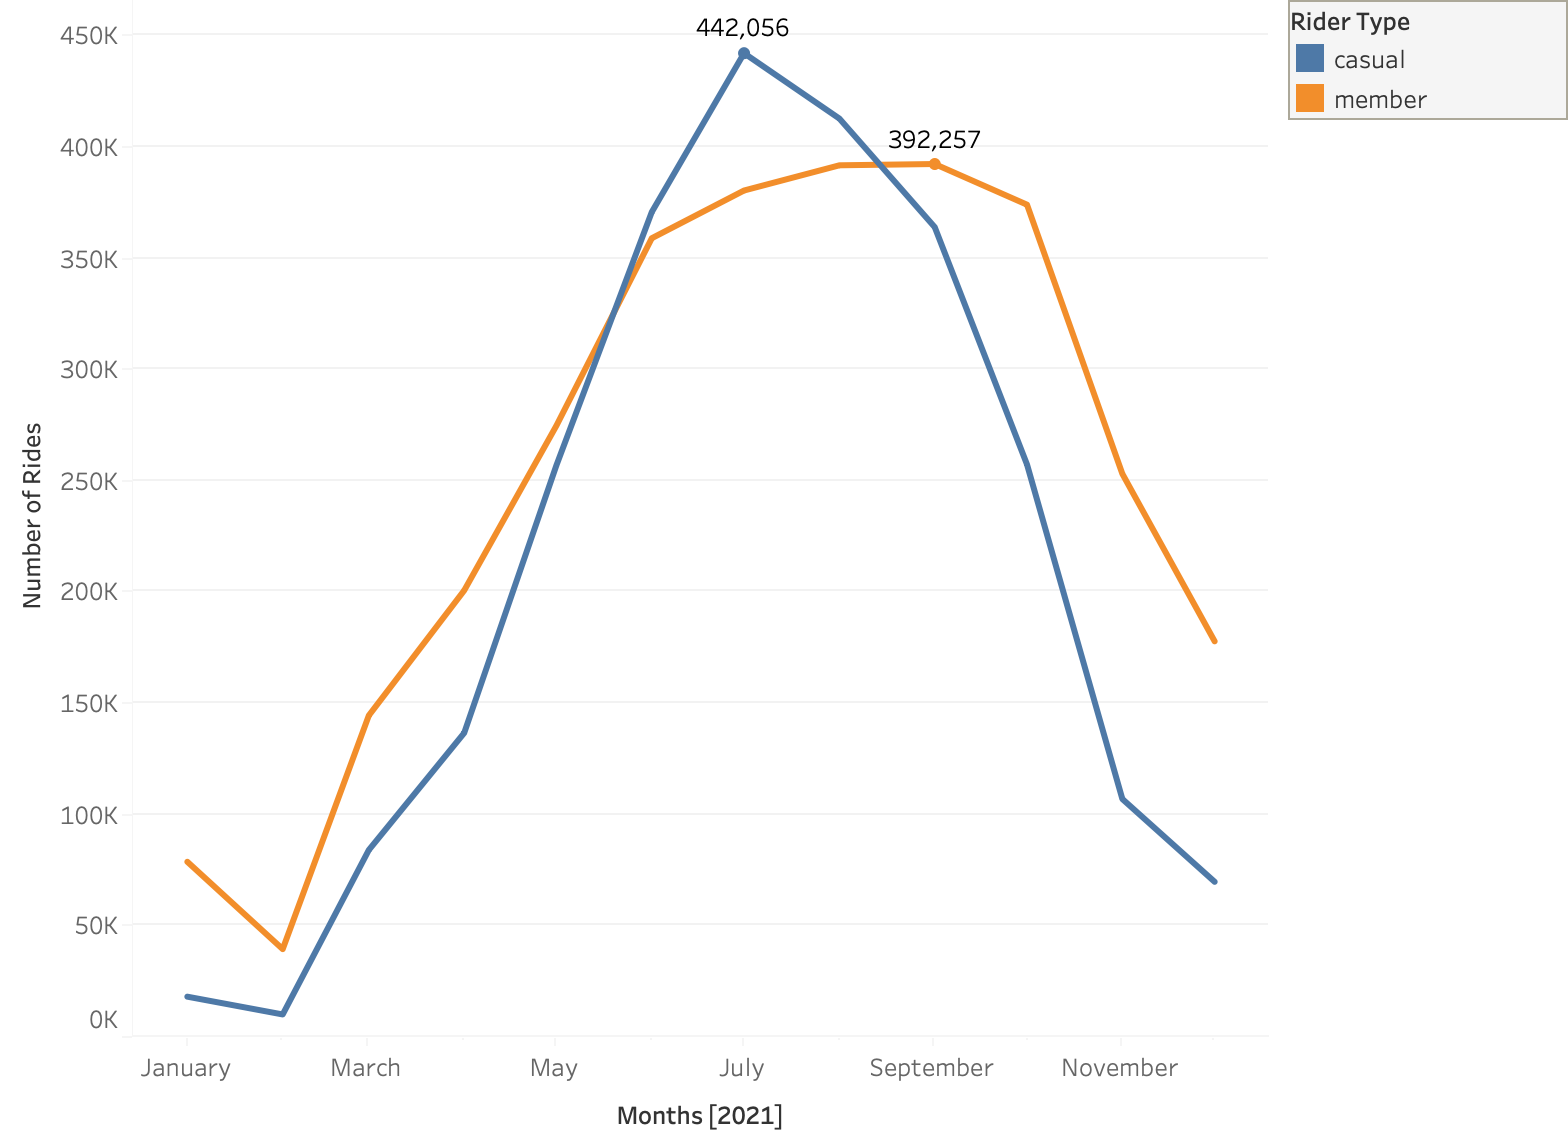 442,056
392,257
450K
400K
350K
300K
250K
200K
150K
100K
50K
0K
Number of Rides
January March May July September November
Months [2021]
Rider Type
casual
member